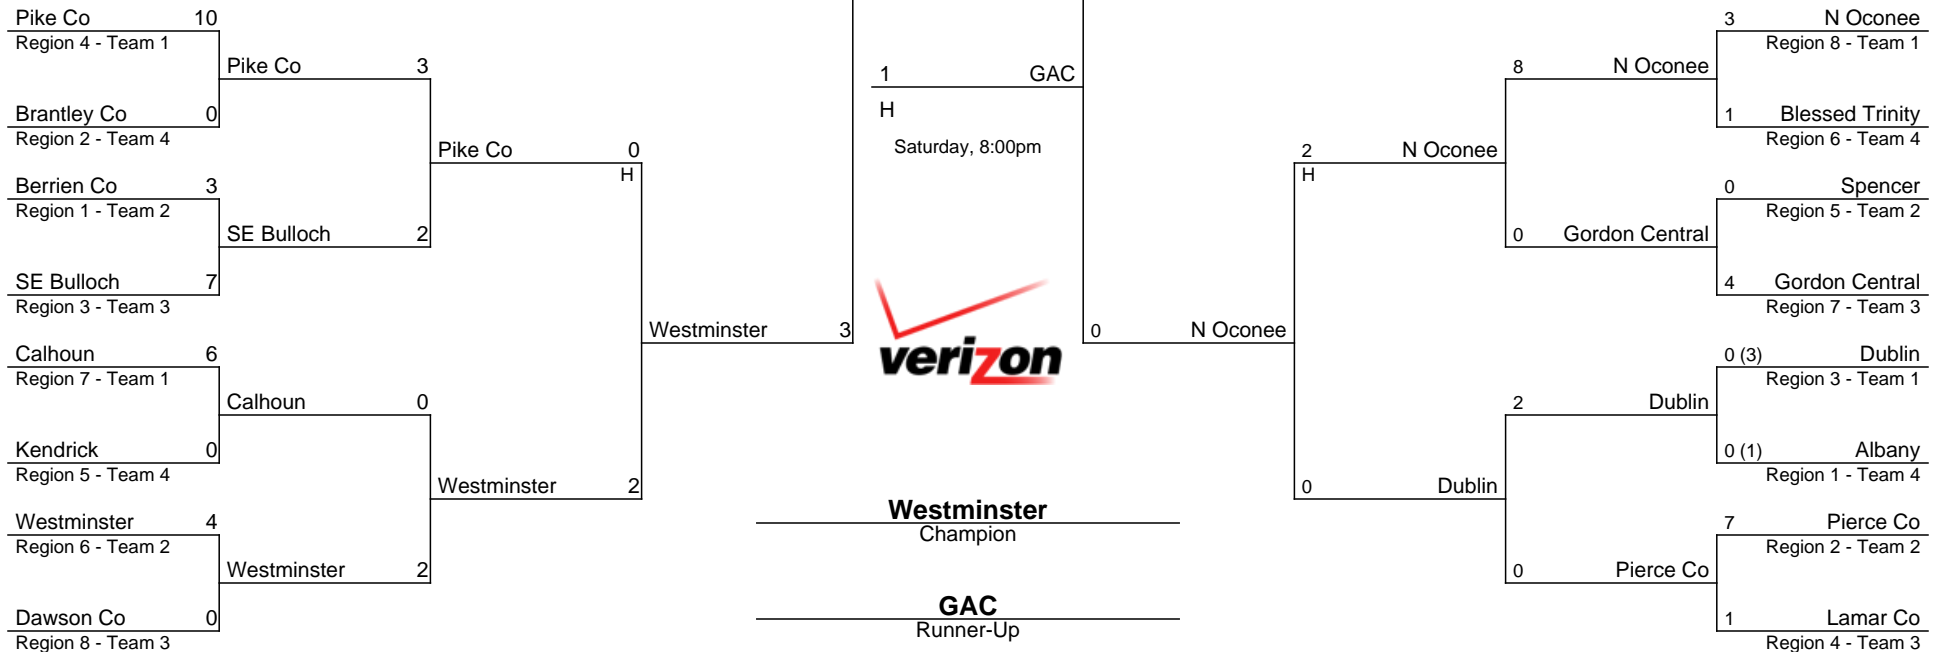 Pike Co 10
Region 4 - Team 1
Pike Co 3
Brantley Co 0
Region 2 - Team 4
Pike Co 0
H
Berrien Co 3
Region 1 - Team 2
SE Bulloch 2
SE Bulloch 7
Region 3 - Team 3
Westminster 3
Calhoun 6
Region 7 - Team 1
Calhoun 0
Kendrick 0
Region 5 - Team 4
Westminster 2
Westminster 4
Region 6 - Team 2
Westminster 2
Dawson Co 0
Region 8 - Team 3
1 GAC
H
Saturday, 8:00pm
verizon
Westminster
Champion
GAC
Runner-Up
3 N Oconee
Region 8 - Team 1
8 N Oconee
1 Blessed Trinity
Region 6 - Team 4
2 N Oconee
H
0 Spencer
Region 5 - Team 2
0 Gordon Central
4 Gordon Central
Region 7 - Team 3
0 N Oconee
0 (3) Dublin
Region 3 - Team 1
2 Dublin
0 (1) Albany
Region 1 - Team 4
0 Dublin
7 Pierce Co
Region 2 - Team 2
0 Pierce Co
1 Lamar Co
Region 4 - Team 3